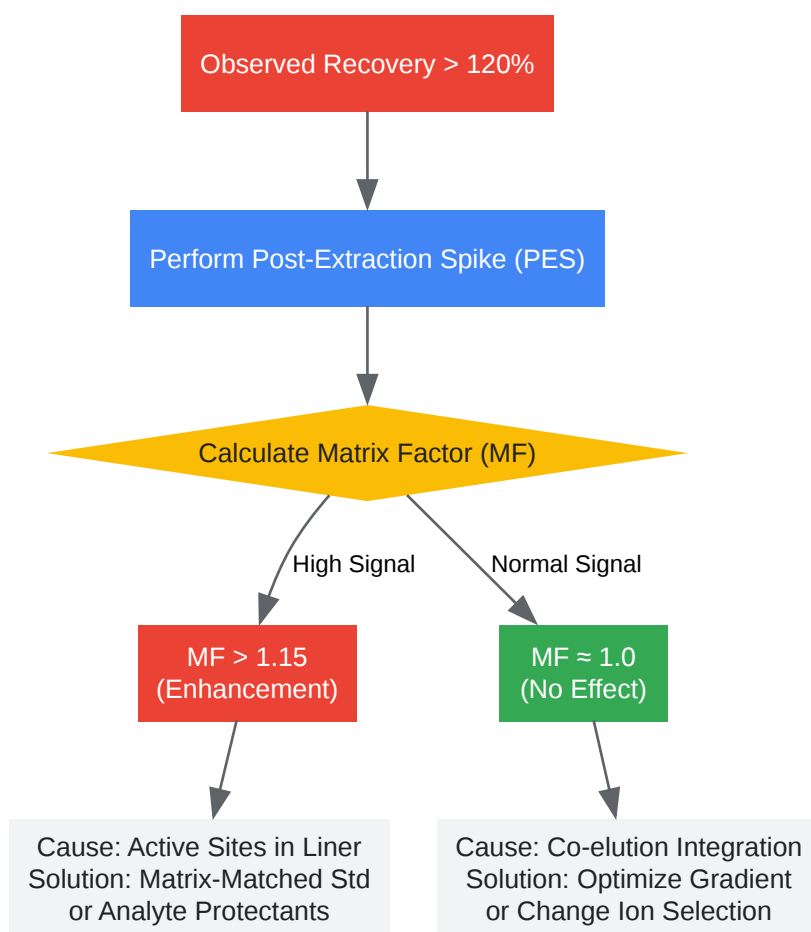 Observed Recovery > 120%
Perform Post-Extraction Spike (PES)
Calculate Matrix Factor (MF)
High Signal
Normal Signal
MF > 1.15
(Enhancement)
MF ≈ 1.0
(No Effect)
Cause: Active Sites in Liner
Solution: Matrix-Matched Std
or Analyte Protectants
Cause: Co-elution Integration
Solution: Optimize Gradient
or Change Ion Selection